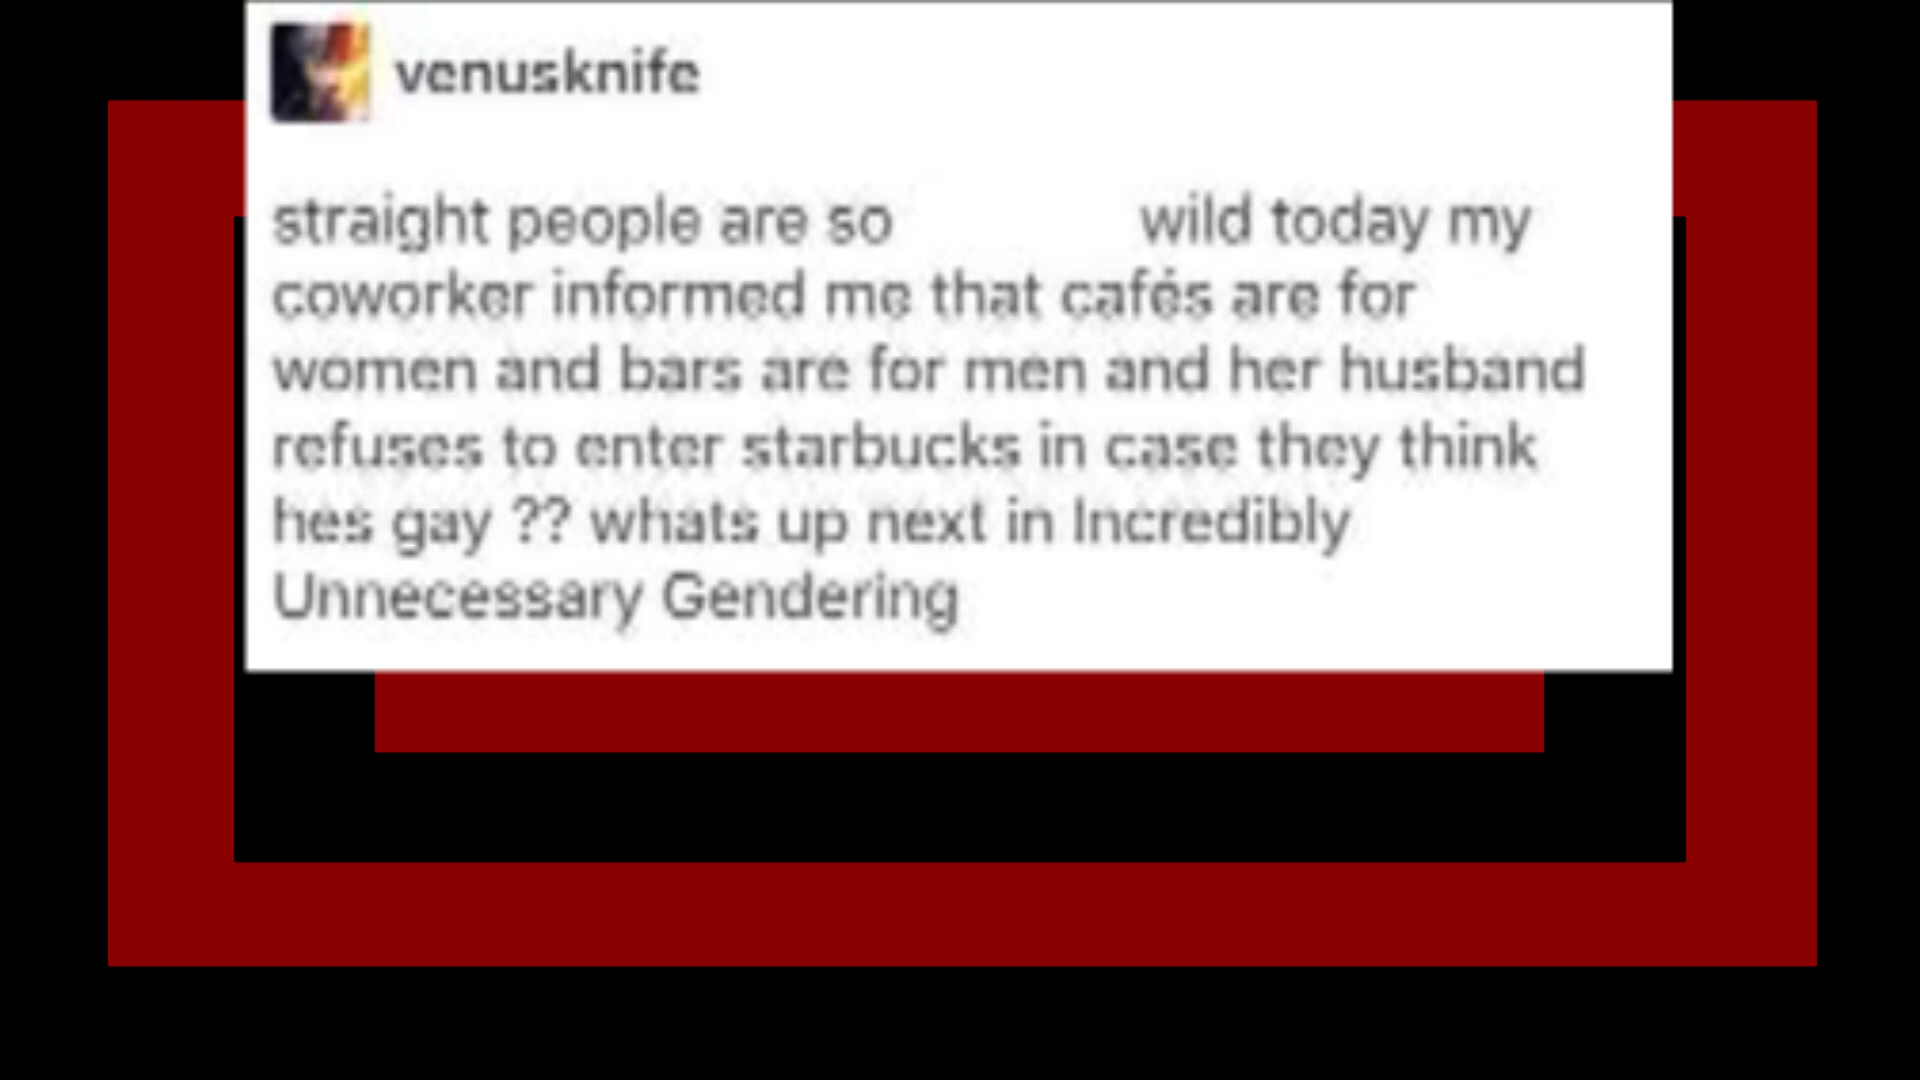 venusknife
straight people are so wild today my
coworker informed me that cafés are for
women and bars are for men and her husband
refuses to enter starbucks in case they think
hes gay ?? whats up next in Incredibly
Unnecessary Gendering